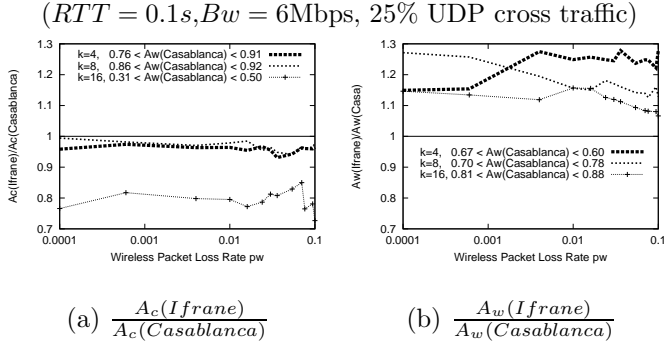 (RTT = 0.1s,Bw = 6Mbps, 25% UDP cross traffic)
1.3
1.2
1.1
1
0.9
0.8
0.7
0.0001
0.001
0.01
0.1
Ac(Ifrane)/Ac(Casablanca)
Wireless Packet Loss Rate pw
k=4, 0.76 < Aw(Casablanca) < 0.91
k=8, 0.86 < Aw(Casablanca) < 0.92
k=16, 0.31 < Aw(Casablanca) < 0.50
1.3
1.2
1.1
1
0.9
0.8
0.7
0.0001
0.001
0.01
0.1
Aw(Ifrane)/Aw(Casa)
Wireless Packet Loss Rate pw
k=4, 0.67 < Aw(Casablanca) < 0.60
k=8, 0.70 < Aw(Casablanca) < 0.78
k=16, 0.81 < Aw(Casablanca) < 0.88
(a) A_c(Ifrane)/A_c(Casablanca)
(b) A_w(Ifrane)/A_w(Casablanca)